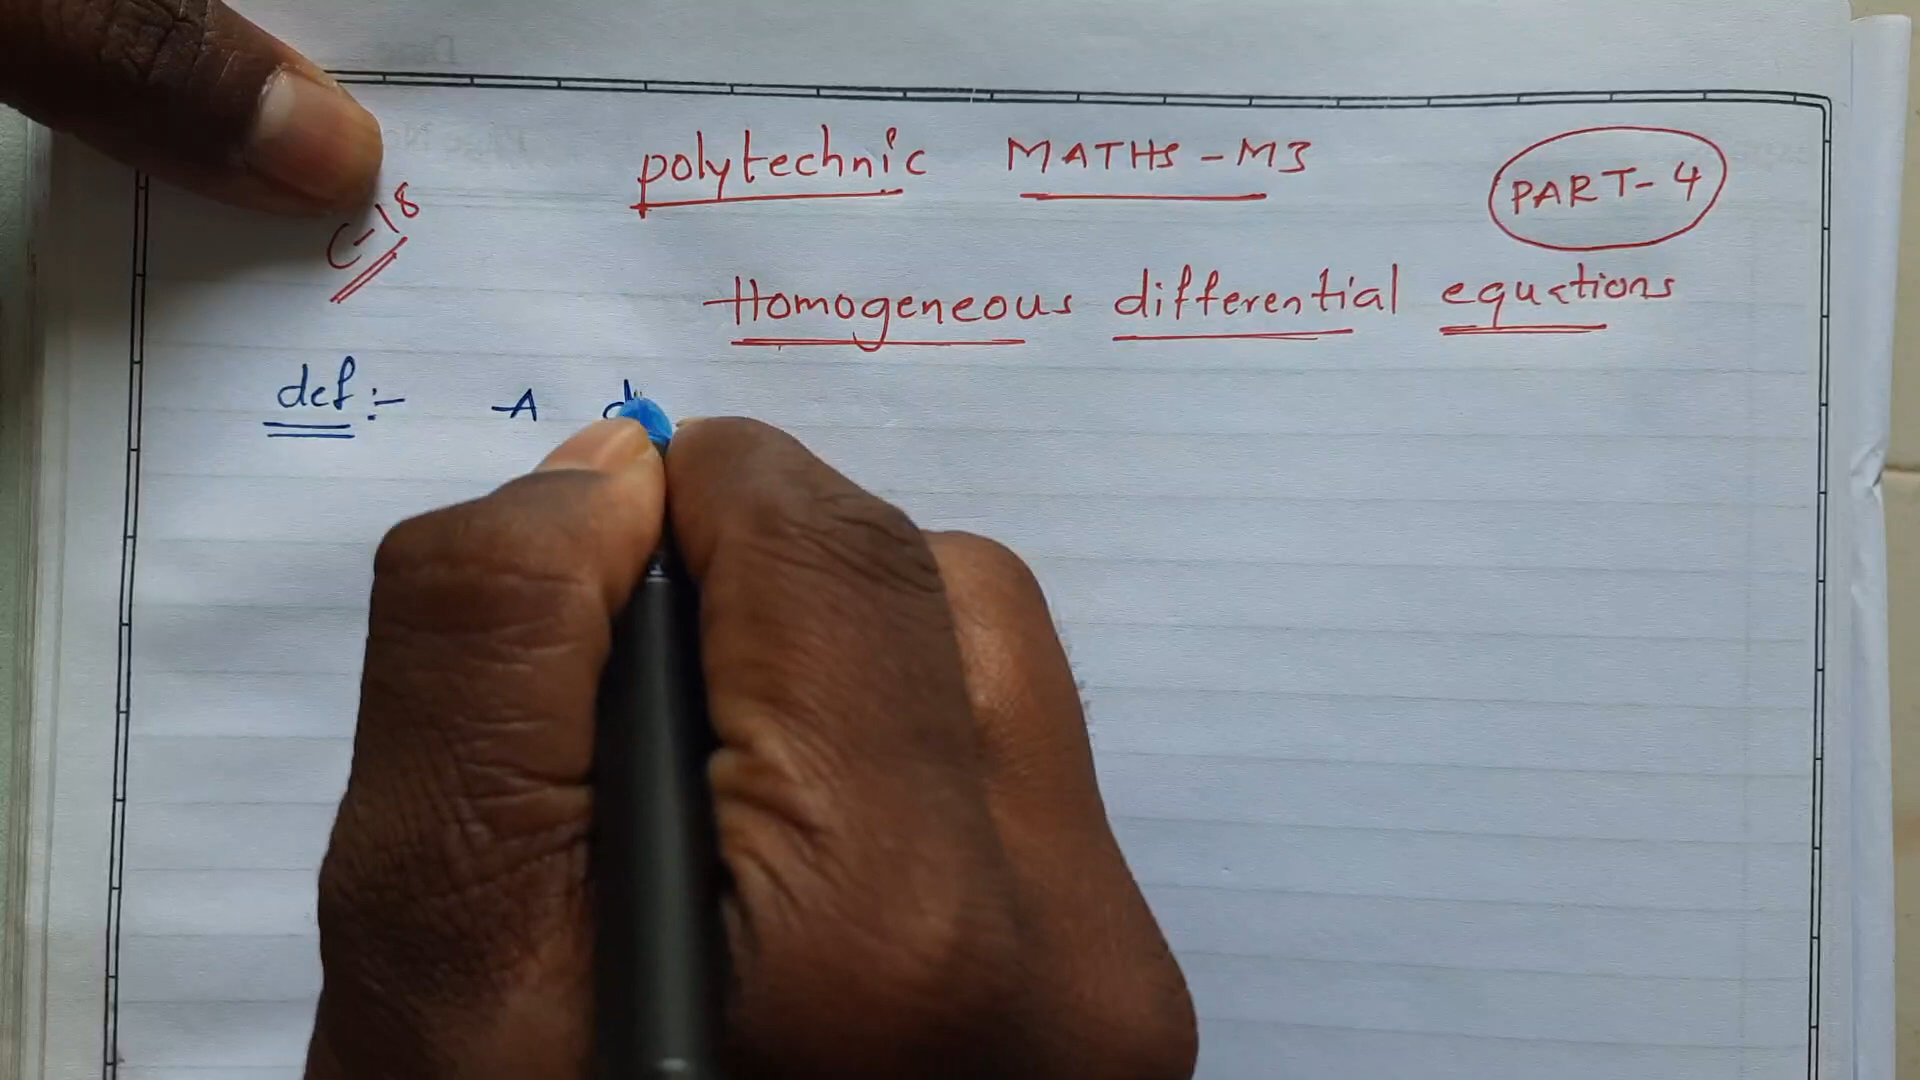 polytechnic MATHS - M3
PART - 4
C-18
Homogeneous differential equations
def :- A d